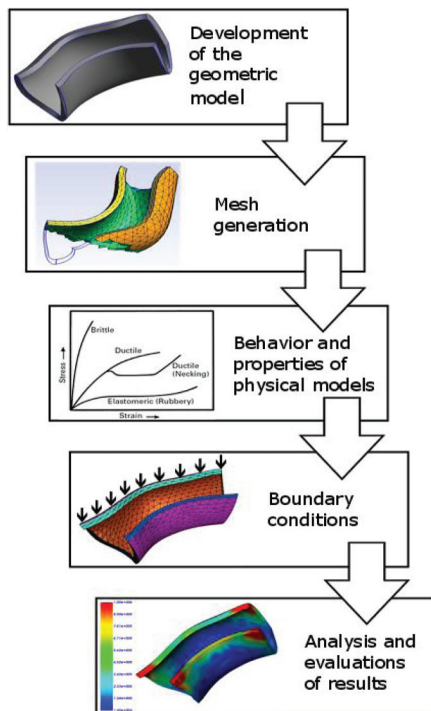 Development
of the
geometric
model
Mesh
generation
Brittle
Ductile
Ductile
(Necking)
Elastomeric (Rubbery)
Stress
Strain
Behavior and
properties of
physical models
Boundary
conditions
Analysis and
evaluations
of results